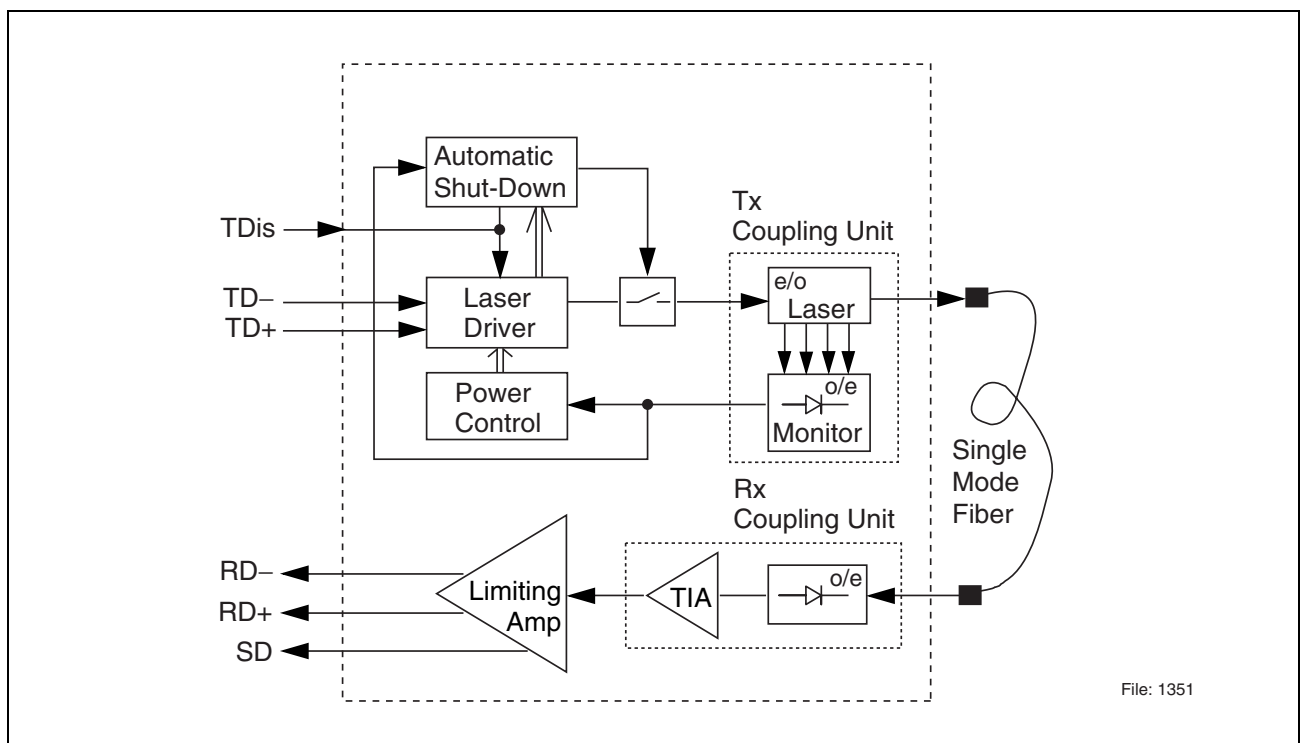 Automatic
Shut-Down
Tx
Coupling Unit
TDis
TD−
TD+
Laser
Driver
e/o
Laser
Power
Control
o/e
Monitor
Single
Mode
Fiber
Rx
Coupling Unit
RD−
RD+
SD
Limiting
Amp
TIA
o/e
File: 1351